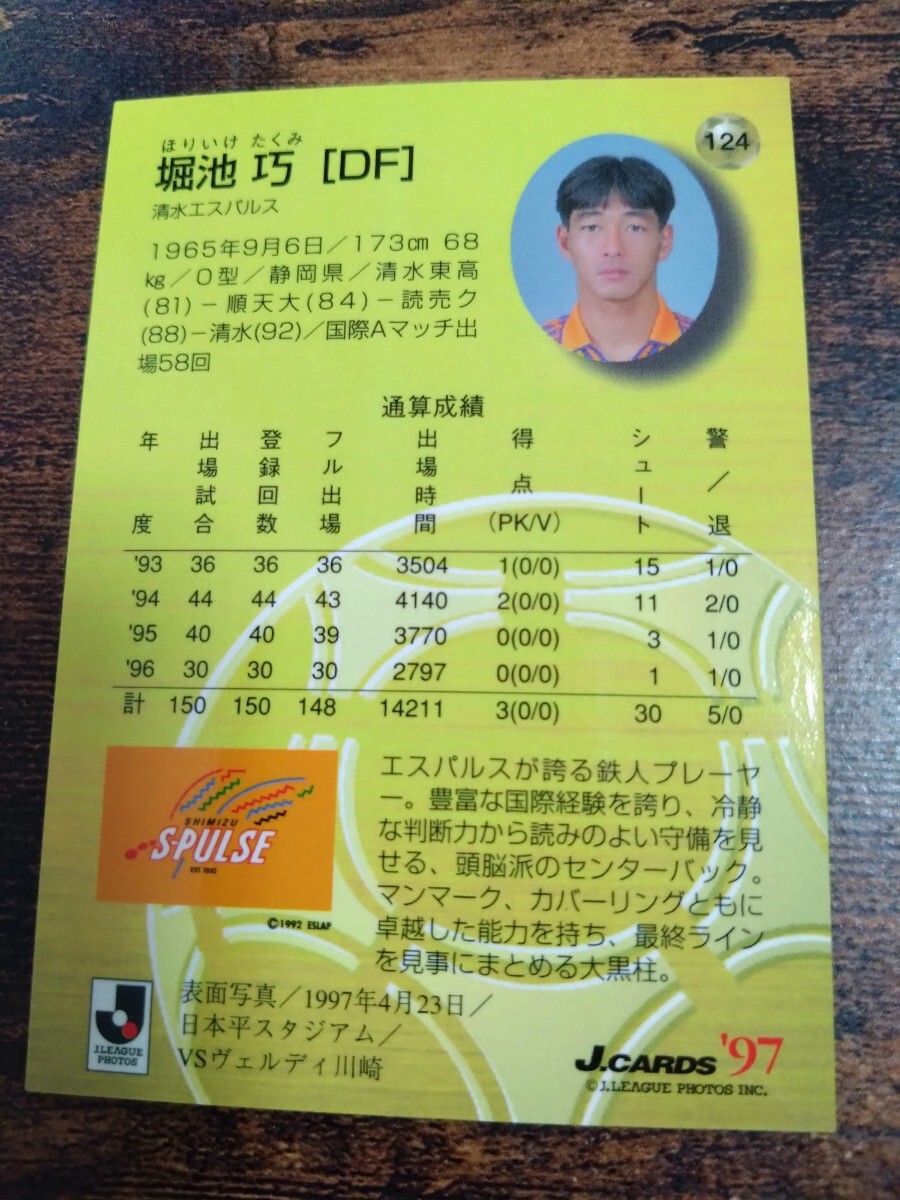 ほりいけ たくみ
堀池 巧 [DF]
124
清水エスパルス
1965年9月6日／173㎝ 68
㎏／O型／静岡県／清水東高
(81)－順天大(84)－読売ク
(88)－清水(92)／国際Aマッチ出
場58回
通算成績
年度 出場試合 登録回数 フル出場 出場時間 得点(PK/V) シュート 警／退
'93 36 36 36 3504 1(0/0) 15 1/0
'94 44 44 43 4140 2(0/0) 11 2/0
'95 40 40 39 3770 0(0/0) 3 1/0
'96 30 30 30 2797 0(0/0) 1 1/0
計 150 150 148 14211 3(0/0) 30 5/0
SHIMIZU
S-PULSE
EST 1992
©1992 ESLAP
エスパルスが誇る鉄人プレーヤ
ー。豊富な国際経験を誇り、冷静
な判断力から読みのよい守備を見
せる、頭脳派のセンターバック。
マンマーク、カバーリングともに
卓越した能力を持ち、最終ライン
を見事にまとめる大黒柱。
J.LEAGUE
PHOTOS
表面写真／1997年4月23日／
日本平スタジアム／
VSヴェルディ川崎
J.CARDS '97
©J.LEAGUE PHOTOS INC.